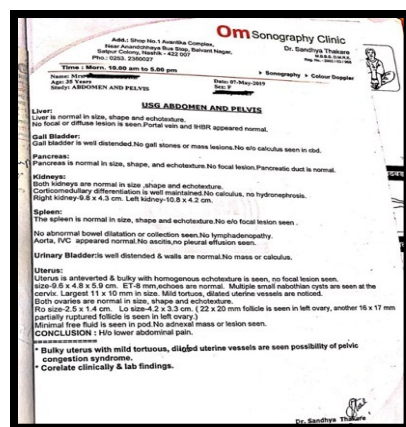 Om Sonography Clinic
Add.: Shop No.1 Avantika Complex,
Near Anandchhaya Bus Stop, Belvant Nagar,
Satpur Colony, Nashik - 422 007
Pho.: 0253. 2360027
Dr. Sandhya Thakare
Time : Morn. 10.00 am to 5.00 pm
Sonography Colour Doppler
Name: Mrs
Age: 35 Years
Date: 07-May-2019
Study: ABDOMEN AND PELVIS
Sex: F
USG ABDOMEN AND PELVIS
Liver:
Liver is normal in size, shape and echotexture.
No focal or diffuse lesion is seen.Portal vein and IHBR appeared normal.
Gall Bladder:
Gall bladder is well distended.No gall stones or mass lesions.No e/o calculus seen in cbd.
Pancreas:
Pancreas is normal in size, shape, and echotexture.No focal lesion.Pancreatic duct is normal.
Kidneys:
Both kidneys are normal in size ,shape and echotexture.
Corticomedullary differentiation is well maintained.No calculus, no hydronephrosis.
Right kidney-9.8 x 4.3 cm. Left kidney-10.8 x 4.2 cm.
Spleen:
The spleen is normal in size, shape and echotexture.No e/o focal lesion seen .
No abnormal bowel dilatation or collection seen.No lymphadenopathy.
Aorta, IVC appeared normal.No ascitis,no pleural effusion seen.
Urinary Bladder:is well distended & walls are normal.No mass or calculus.
Uterus:
Uterus is anteverted & bulky with homogenous echotexture is seen, no focal lesion seen.
size-9.6 x 4.8 x 5.9 cm. ET-8 mm,echoes are normal. Multiple small nabothian cysts are seen at the
cervix. Largest 11 x 10 mm in size. Mild tortuos, dilated uterine vessels are noticed.
Both ovaries are normal in size, shape and echotexture.
Ro size-2.5 x 1.4 cm. Lo size-4.2 x 3.3 cm. ( 22 x 20 mm follicle is seen in left ovary, another 16 x 17 mm
partially ruptured follicle is seen in left ovary.)
Minimal free fluid is seen in pod.No adnexal mass or lesion seen.
CONCLUSION : H/o lower abdominal pain.
* Bulky uterus with mild tortuous, dilated uterine vessels are seen possibility of pelvic
congestion syndrome.
* Corelate clinically & lab findings.
Dr. Sandhya Thakare